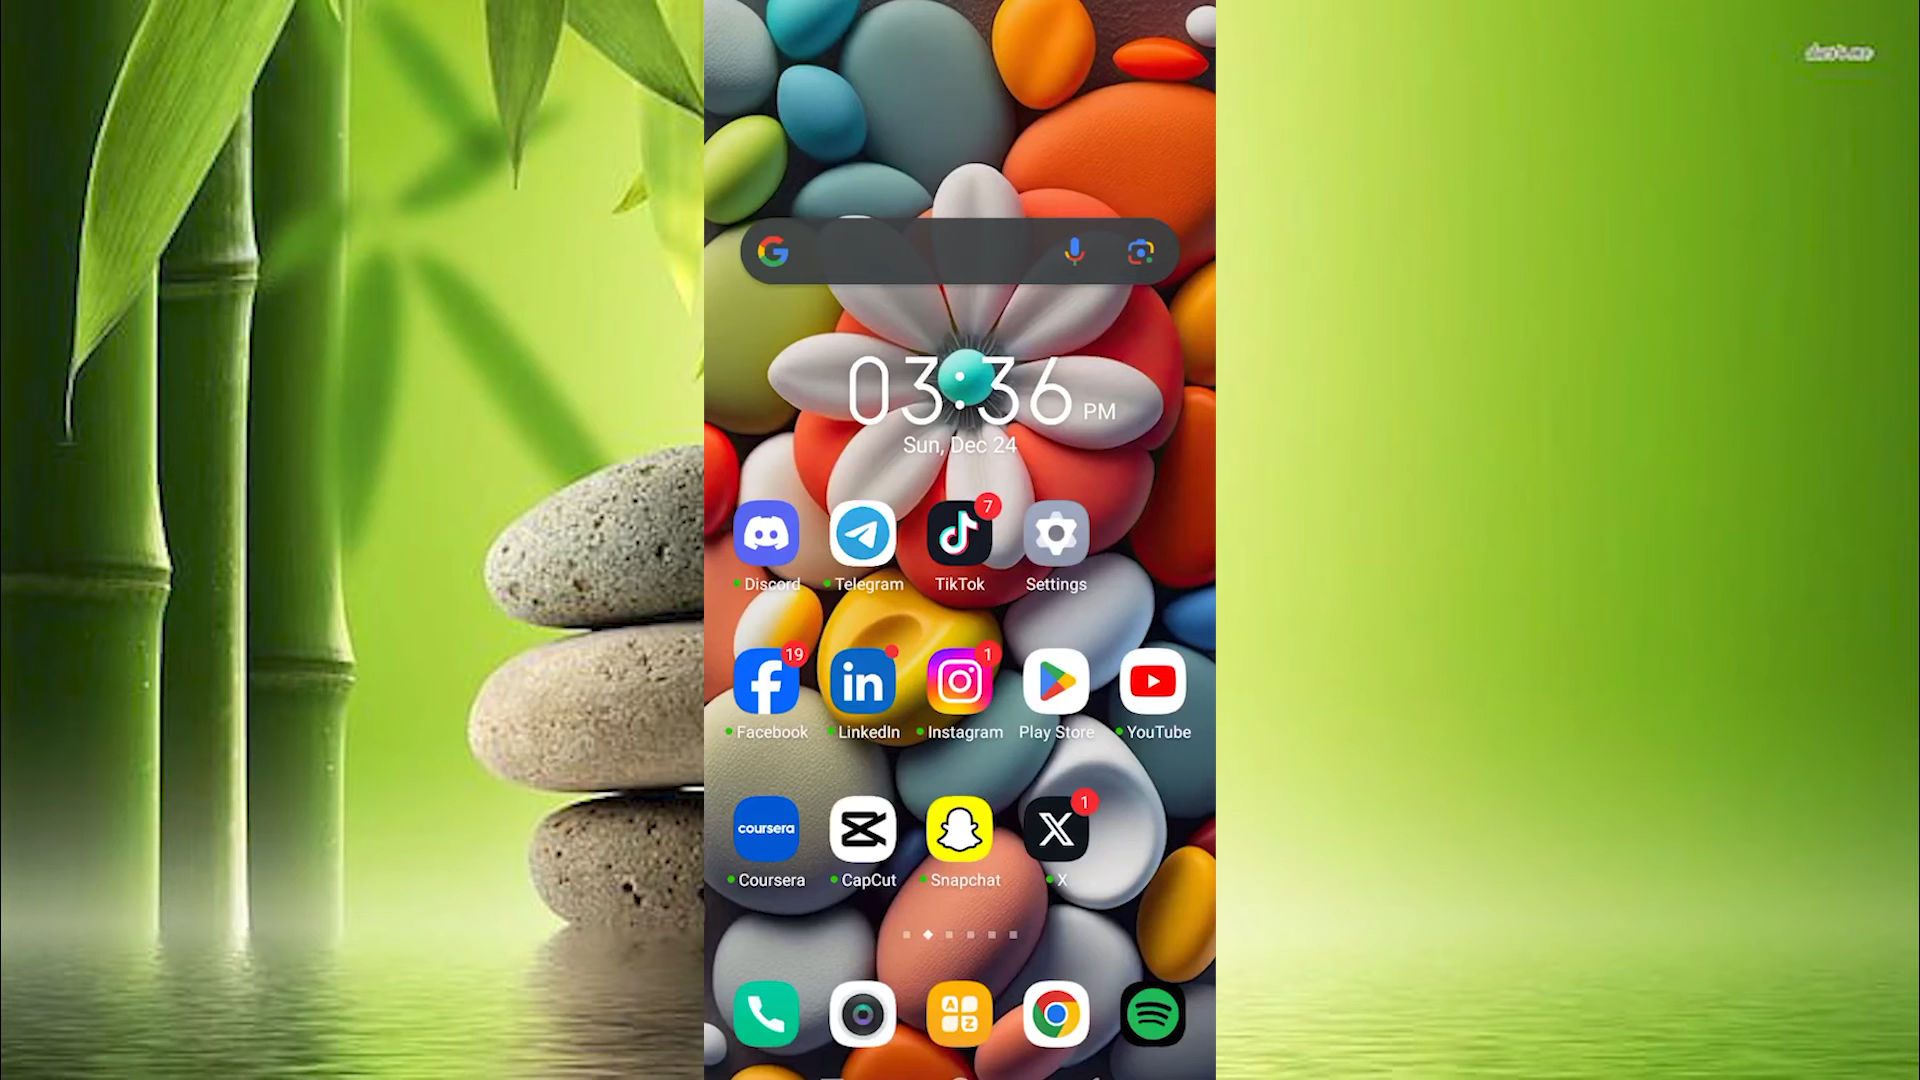 03:36 PM
Sun, Dec 24
7
Discord
Telegram
TikTok
Settings
19
in
1
Facebook
LinkedIn
Instagram
Play Store
YouTube
coursera
1
Coursera
CapCut
Snapchat
X
A
Z